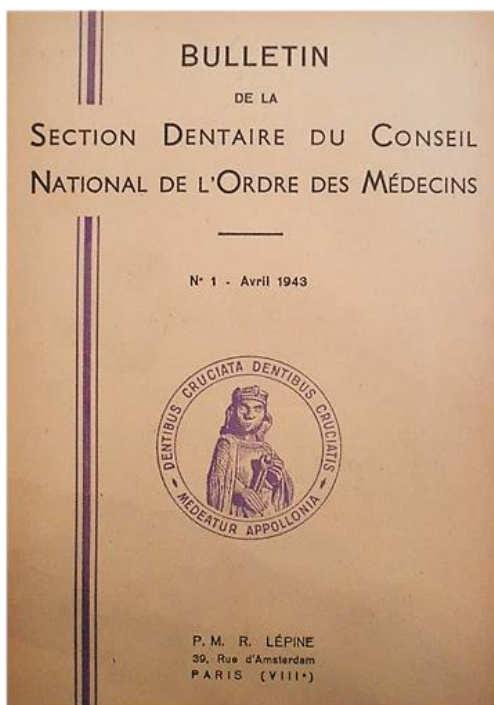 BULLETIN
DE LA
SECTION DENTAIRE DU CONSEIL
NATIONAL DE L'ORDRE DES MÉDECINS
N° 1 - Avril 1943
DENTIBUS CRUCIATA DENTIBUS CRUCIATIS
MEDEATUR APPOLLONIA
P. M. R. LÉPINE
39, Rue d'Amsterdam
PARIS (VIIIe)